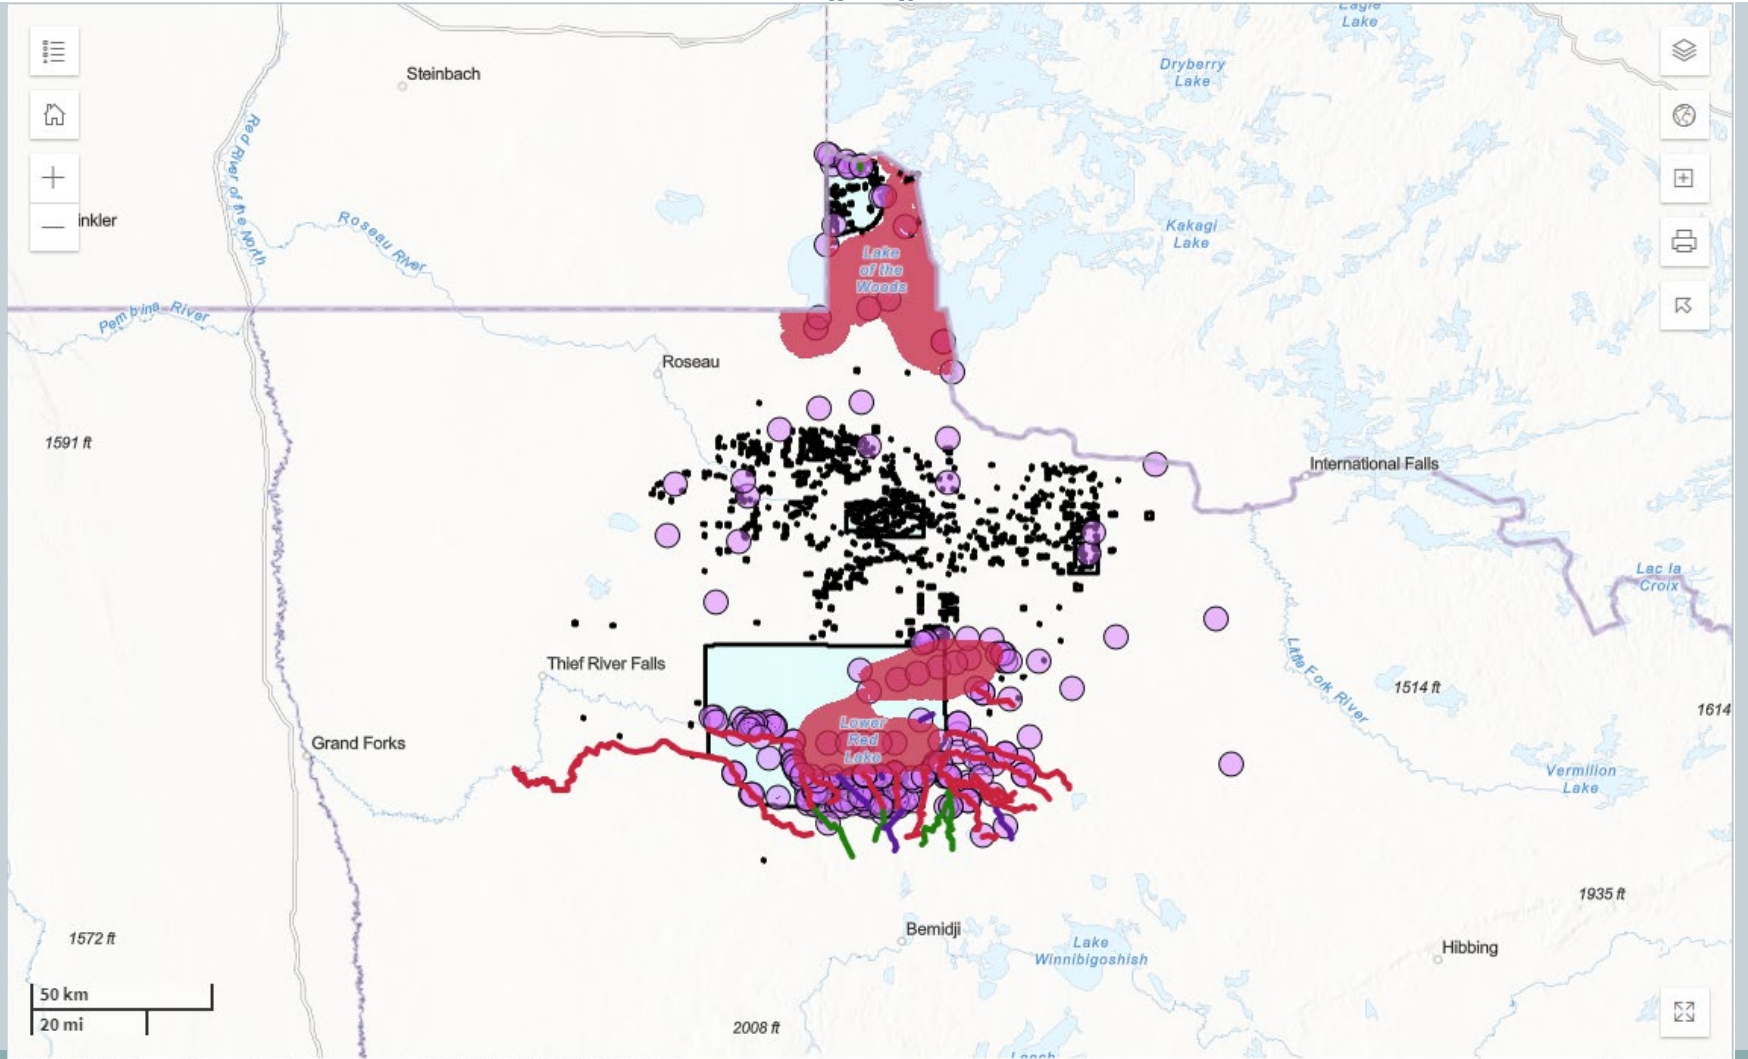 Eagle
Lake
Steinbach
Dryberry
Lake
Red River of the North
inkler
Roseau River
Kakagi
Lake
Lake
of the
Woods
Pembina River
Roseau
1591 ft
International Falls
Lac la
Croix
Thief River Falls
Little Fork River
1514 ft
1614
Lower
Red
Lake
Grand Forks
Vermilion
Lake
1935 ft
Bemidji
1572 ft
Lake
Winnibigoshish
Hibbing
50 km
20 mi
2008 ft
Leech